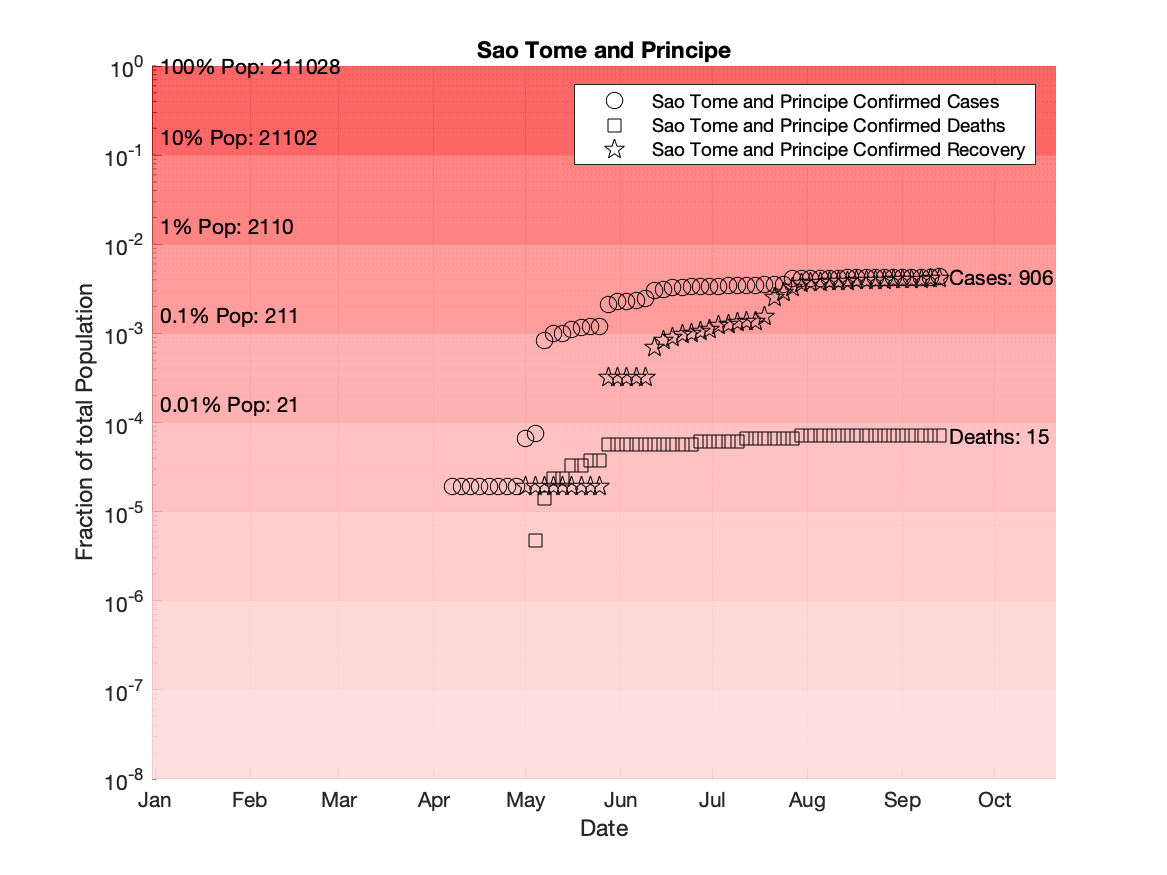 Sao Tome and Principe
10^0
100% Pop: 211028
Sao Tome and Principe Confirmed Cases
Sao Tome and Principe Confirmed Deaths
Sao Tome and Principe Confirmed Recovery
10% Pop: 21102
10^-1
1% Pop: 2110
10^-2
Cases: 906
0.1% Pop: 211
10^-3
0.01% Pop: 21
10^-4
Deaths: 15
10^-5
10^-6
10^-7
10^-8
Fraction of total Population
Jan Feb Mar Apr May Jun Jul Aug Sep Oct
Date